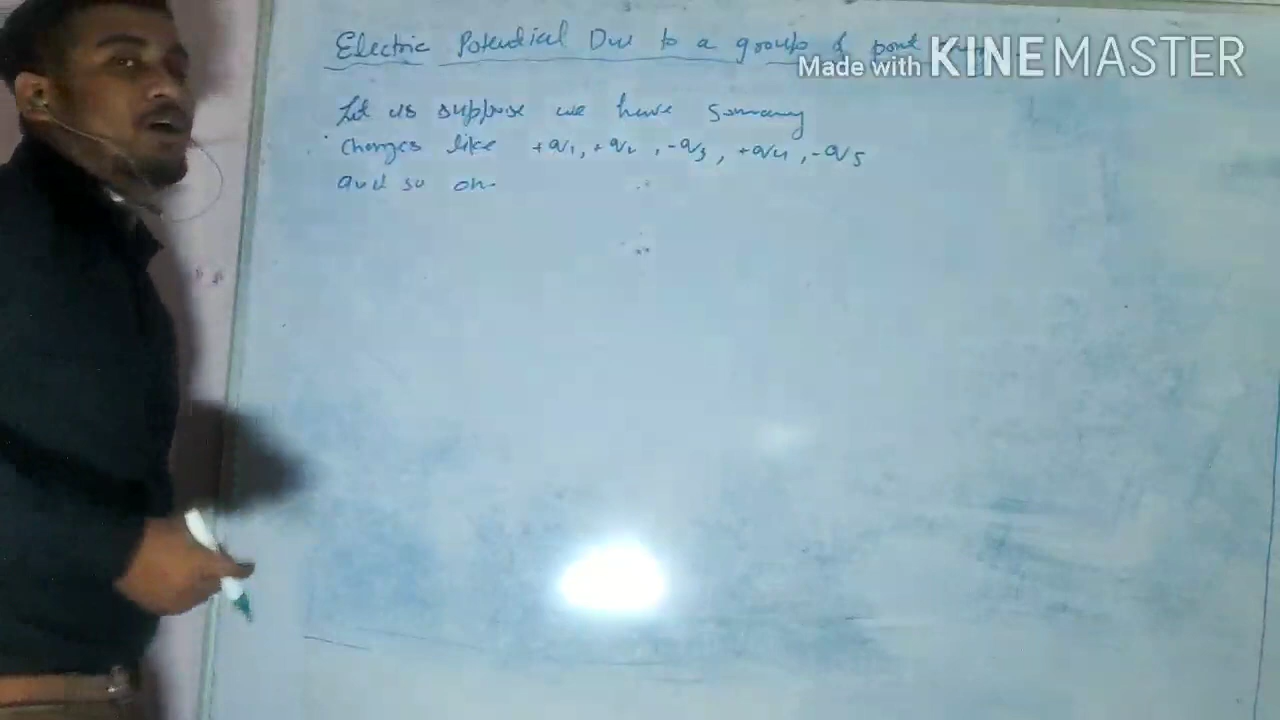 Electric Potential Due to a group of point
Made with KINEMASTER
Let us suppose we have Somany
charges like +q1, +q2, -q3, +q4, -q5
and so on.